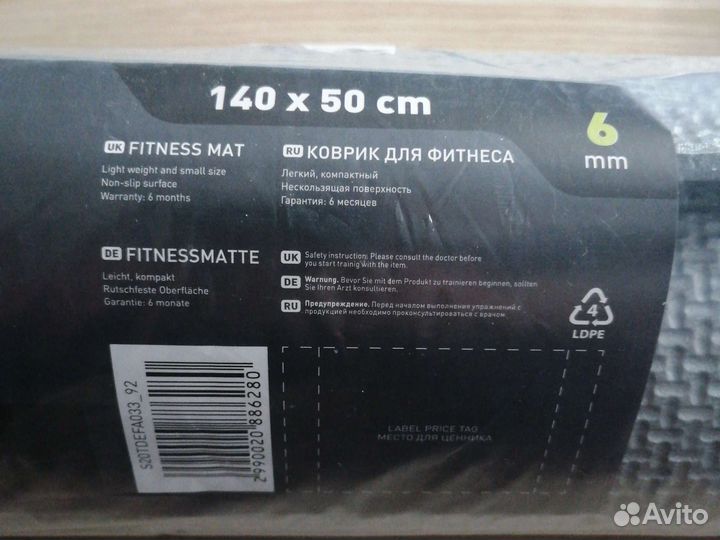 140 x 50 cm
6
mm
UK FITNESS MAT
Light weight and small size
Non-slip surface
Warranty: 6 months
RU КОВРИК ДЛЯ ФИТНЕСА
Легкий, компактный
Нескользящая поверхность
Гарантия: 6 месяцев
DE FITNESSMATTE
Leicht, kompakt
Rutschfeste Oberfläche
Garantie: 6 monate
UK Safety instruction: Please consult the doctor before
you start trainig with the item.
DE Warnung. Bevor Sie mit dem Produkt zu trainieren beginnen, sollten
Sie Ihren Arzt konsultieren.
RU Предупреждение. Перед началом выполнения упражнений с
продукцией необходимо проконсультироваться с врачом
4
LDPE
S20TDEFA033_92
2990020886280
LABEL PRICE TAG
МЕСТО ДЛЯ ЦЕННИКА
Avito